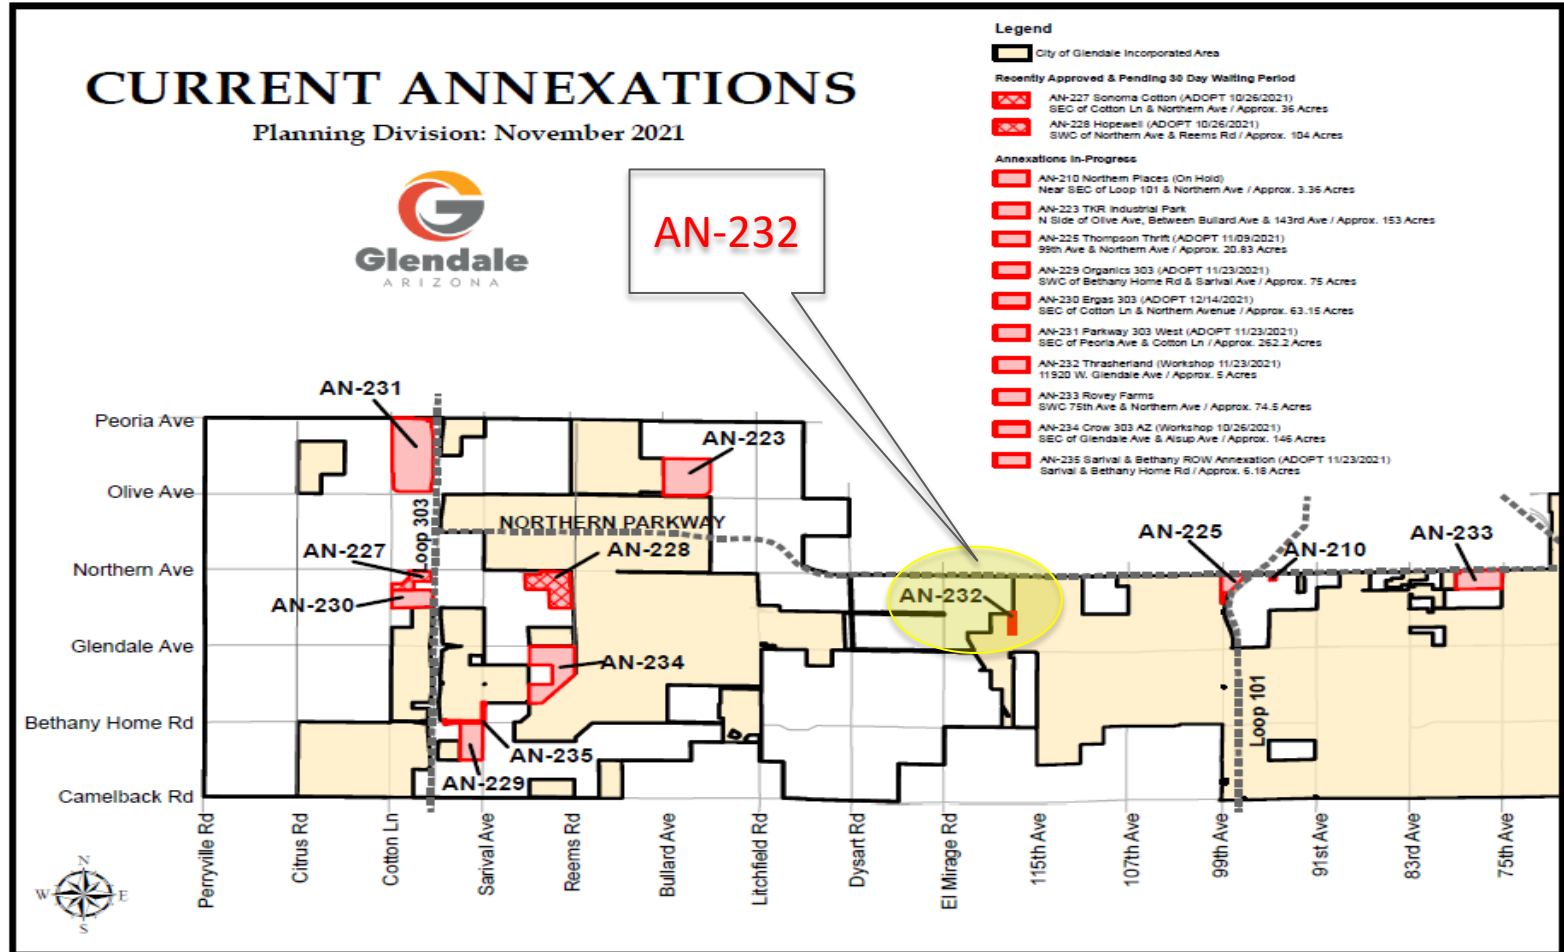 CURRENT ANNEXATIONS
Planning Division: November 2021
Glendale
ARIZONA
AN-232
Legend
City of Glendale Incorporated Area
Recently Approved & Pending 30 Day Waiting Period
AN-227 Sonoma Cotton (ADOPT 10/26/2021)
SEC of Cotton Ln & Northern Ave / Approx. 36 Acres
AN-228 Hopewell (ADOPT 10/26/2021)
SWC of Northern Ave & Reems Rd / Approx. 104 Acres
Annexations In-Progress
AN-210 Northern Places (On Hold)
Near SEC of Loop 101 & Northern Ave / Approx. 3.36 Acres
AN-223 TKR Industrial Park
N Side of Olive Ave, Between Bullard Ave & 143rd Ave / Approx. 153 Acres
AN-225 Thompson Thrift (ADOPT 11/09/2021)
99th Ave & Northern Ave / Approx. 20.83 Acres
AN-229 Organics 303 (ADOPT 11/23/2021)
SWC of Bethany Home Rd & Sarival Ave / Approx. 75 Acres
AN-230 Ergas 303 (ADOPT 12/14/2021)
SEC of Cotton Ln & Northern Avenue / Approx. 63.15 Acres
AN-231 Parkway 303 West (ADOPT 11/23/2021)
SEC of Peoria Ave & Cotton Ln / Approx. 262.2 Acres
AN-232 Thrasherland (Workshop 11/23/2021)
11920 W. Glendale Ave / Approx. 5 Acres
AN-233 Rovey Farms
SWC 75th Ave & Northern Ave / Approx. 74.5 Acres
AN-234 Crow 303 AZ (Workshop 10/26/2021)
SEC of Glendale Ave & Alsup Ave / Approx. 146 Acres
AN-235 Sarival & Bethany ROW Annexation (ADOPT 11/23/2021)
Sarival & Bethany Home Rd / Approx. 6.18 Acres
AN-231
Peoria Ave
AN-223
Olive Ave
Loop 303
NORTHERN PARKWAY
AN-225
AN-210
AN-233
AN-227
AN-228
Northern Ave
AN-230
AN-232
Glendale Ave
AN-234
Bethany Home Rd
Loop 101
AN-235
AN-229
Camelback Rd
Perryville Rd
Citrus Rd
Cotton Ln
Sarival Ave
Reems Rd
Bullard Ave
Litchfield Rd
Dysart Rd
El Mirage Rd
115th Ave
107th Ave
99th Ave
91st Ave
83rd Ave
75th Ave
N
W
E
S